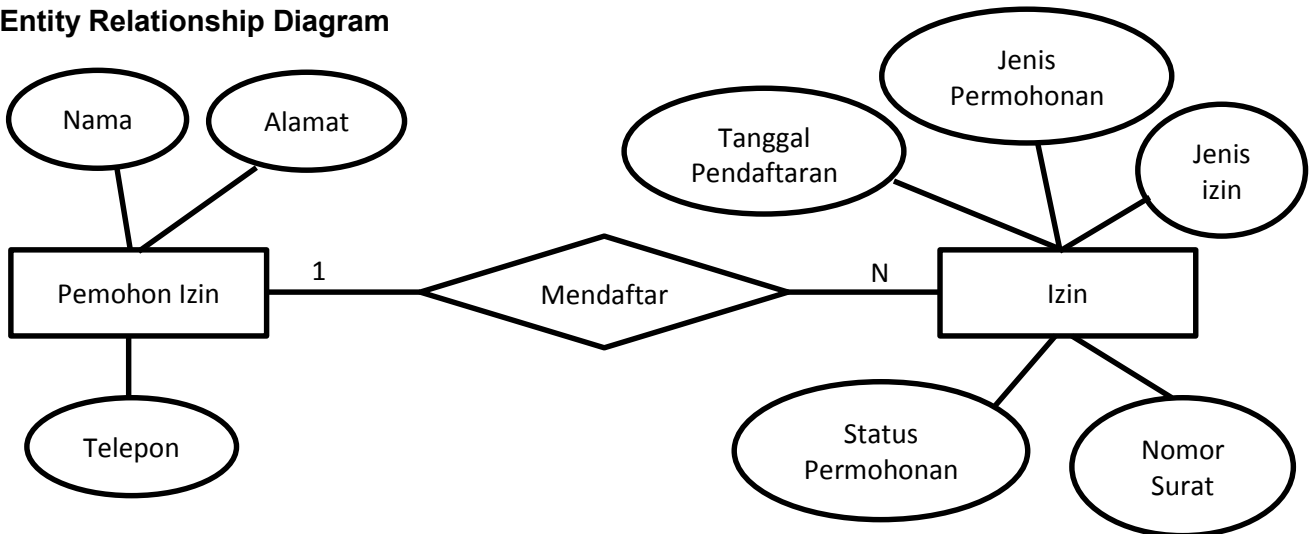 Entity Relationship Diagram
Nama
Alamat
Tanggal
Pendaftaran
Jenis
Permohonan
Jenis
izin
Pemohon Izin
1
Mendaftar
N
Izin
Telepon
Status
Permohonan
Nomor
Surat